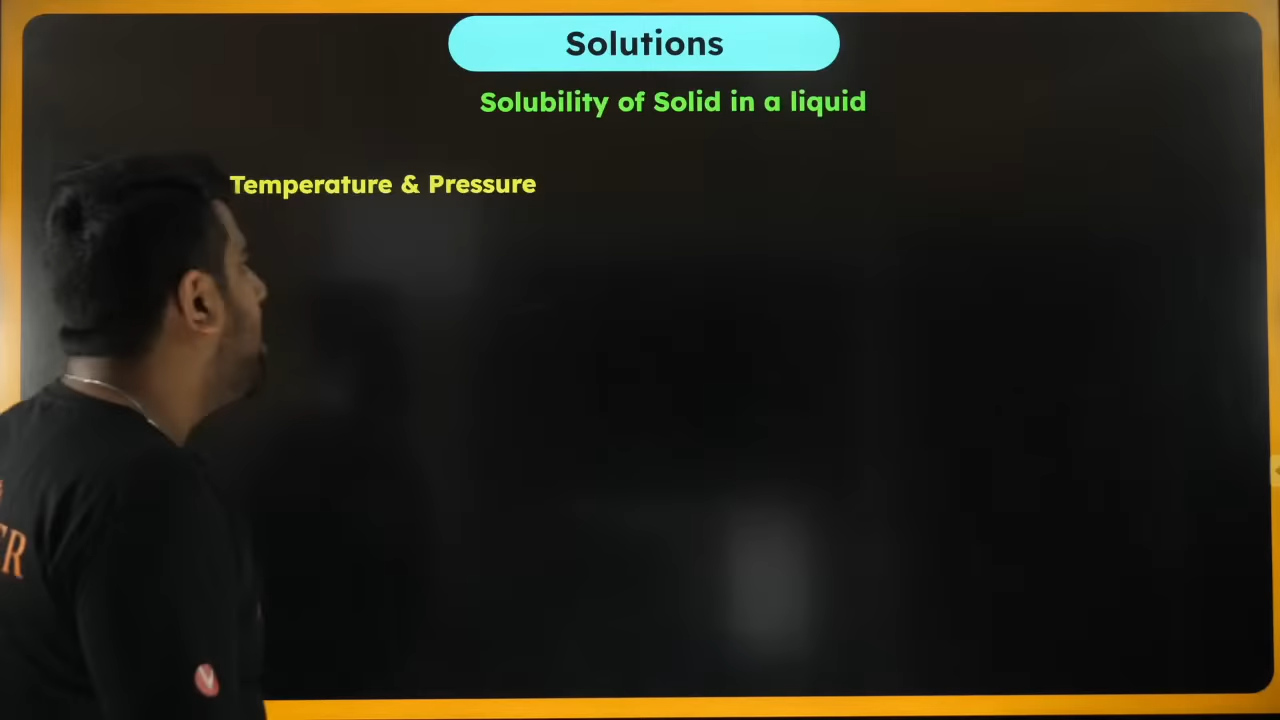 Solutions
Solubility of Solid in a liquid
Temperature & Pressure